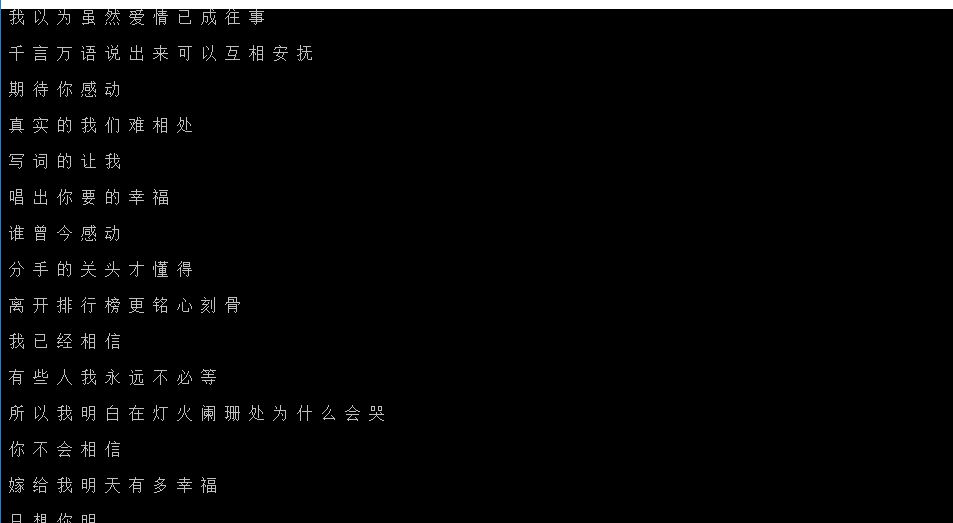 我 以 为 虽 然 爱 情 已 成 往 事
千 言 万 语 说 出 来 可 以 互 相 安 抚
期 待 你 感 动
真 实 的 我 们 难 相 处
写 词 的 让 我
唱 出 你 要 的 幸 福
谁 曾 今 感 动
分 手 的 关 头 才 懂 得
离 开 排 行 榜 更 铭 心 刻 骨
我 已 经 相 信
有 些 人 我 永 远 不 必 等
所 以 我 明 白 在 灯 火 阑 珊 处 为 什 么 会 哭
你 不 会 相 信
嫁 给 我 明 天 有 多 幸 福
只 想 你 明